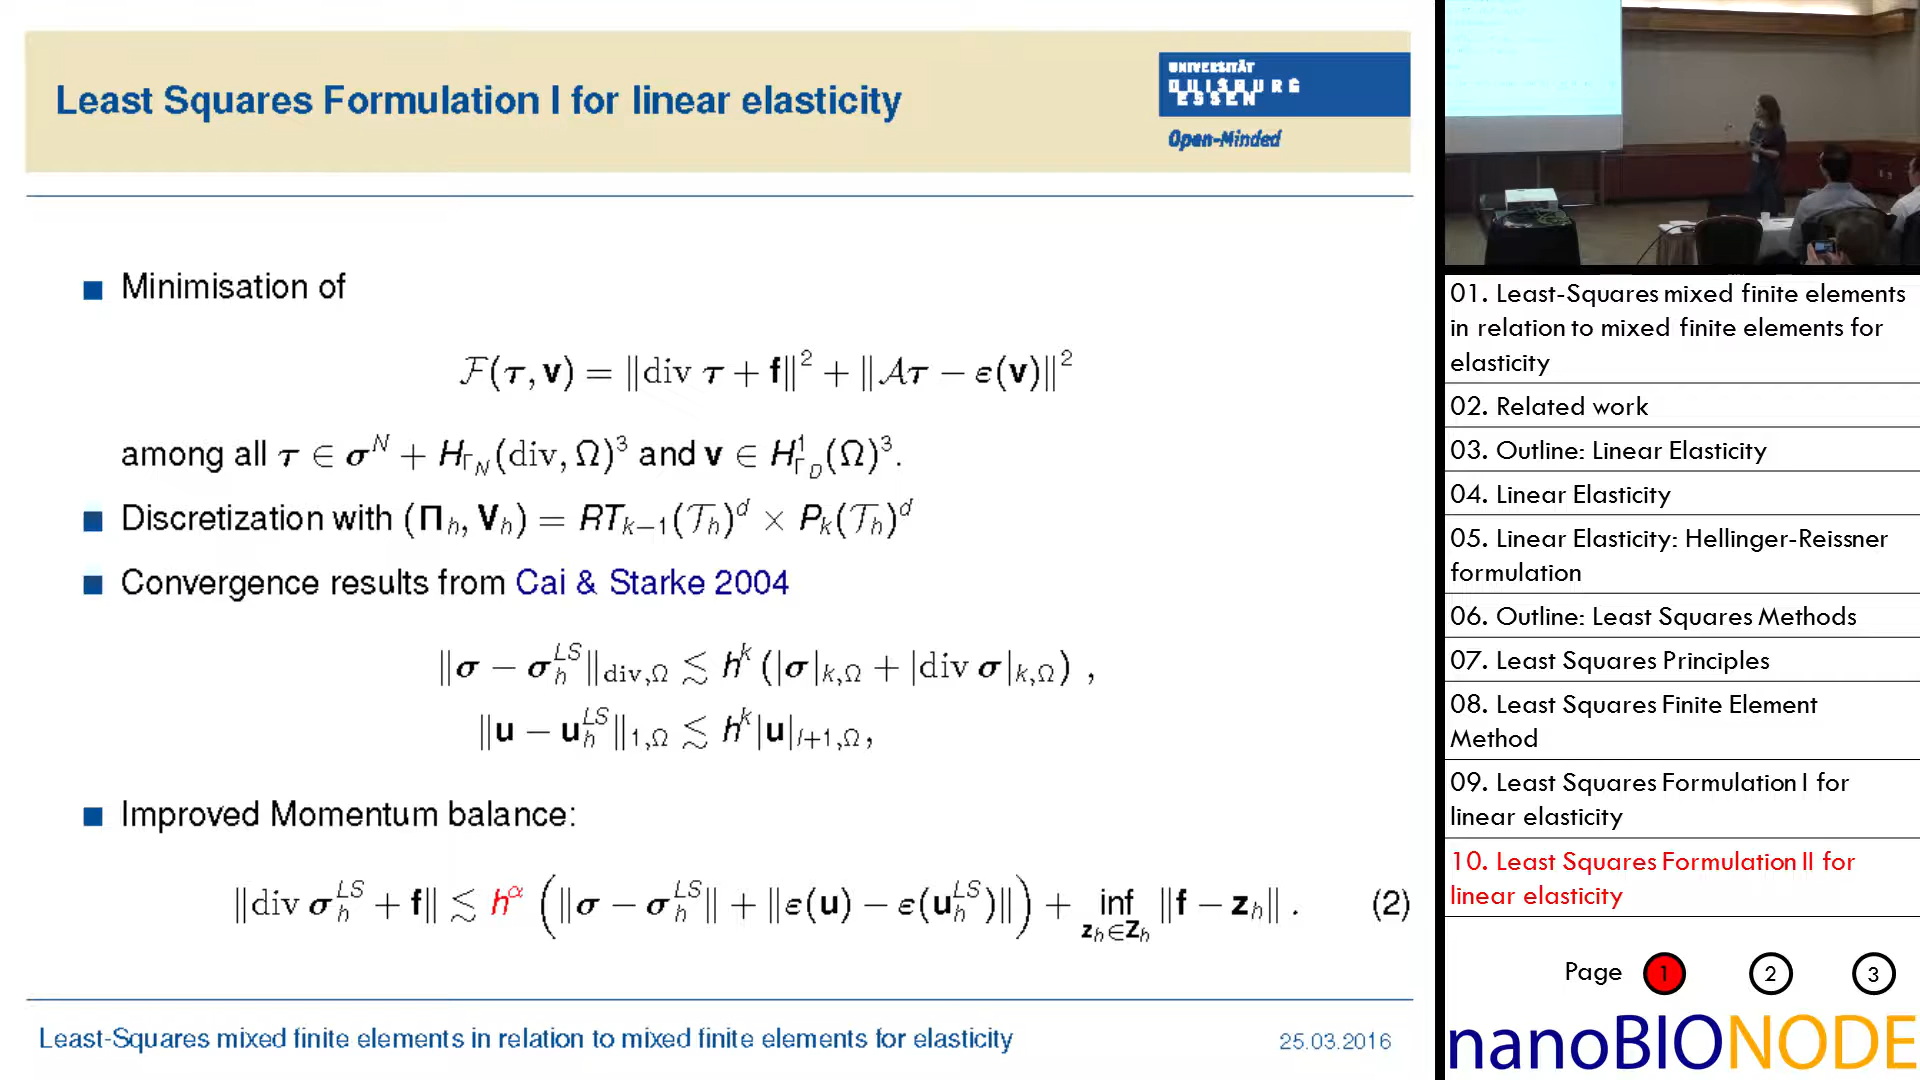 Least Squares Formulation I for linear elasticity
UNIVERSITÄT
DUISBURG
ESSEN
Open-Minded
Minimisation of
ℱ(τ, v) = ‖div τ + f‖² + ‖𝒜τ − ε(v)‖²
among all τ ∈ σ^N + H_{Γ_N}(div, Ω)³ and v ∈ H¹_{Γ_D}(Ω)³.
Discretization with (Π_h, V_h) = RT_{k−1}(𝒯_h)^d × P_k(𝒯_h)^d
Convergence results from Cai & Starke 2004
‖σ − σ_h^{LS}‖_{div,Ω} ≲ h^k (|σ|_{k,Ω} + |div σ|_{k,Ω}) ,
‖u − u_h^{LS}‖_{1,Ω} ≲ h^k|u|_{l+1,Ω},
Improved Momentum balance:
‖div σ_h^{LS} + f‖ ≲ h^α (‖σ − σ_h^{LS}‖ + ‖ε(u) − ε(u_h^{LS})‖) + inf_{z_h∈Z_h} ‖f − z_h‖ . (2)
Least-Squares mixed finite elements in relation to mixed finite elements for elasticity 25.03.2016
01. Least-Squares mixed finite elements
in relation to mixed finite elements for
elasticity
02. Related work
03. Outline: Linear Elasticity
04. Linear Elasticity
05. Linear Elasticity: Hellinger-Reissner
formulation
06. Outline: Least Squares Methods
07. Least Squares Principles
08. Least Squares Finite Element
Method
09. Least Squares Formulation I for
linear elasticity
10. Least Squares Formulation II for
linear elasticity
Page 1 2 3
nanoBIONODE